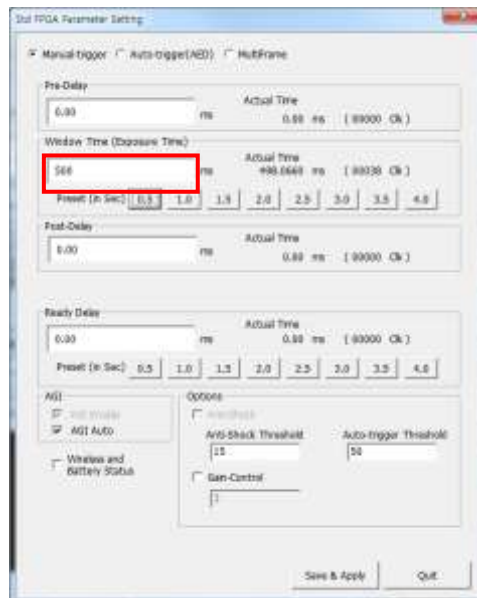 Std FPGA Parameter Setting
Manual-trigger Auto-trigger(AED) MultiFrame
Pre-Delay
Actual Time
0.00 ms 0.00 ms ( 00000 Clk )
Window Time (Exposure Time)
Actual Time
500 ms 498.0660 ms ( 00038 Clk )
Preset (in Sec) 0.5 1.0 1.5 2.0 2.5 3.0 3.5 4.0
Post-Delay
Actual Time
0.00 ms 0.00 ms ( 00000 Clk )
Ready Delay
Actual Time
0.00 ms 0.00 ms ( 00000 Clk )
Preset (in Sec) 0.5 1.0 1.5 2.0 2.5 3.0 3.5 4.0
AGI Options
AGI Auto
Anti-Shock Threshold Auto-trigger Threshold
15 50
Wireless and
Battery Status
Gain-Control
Save & Apply Quit